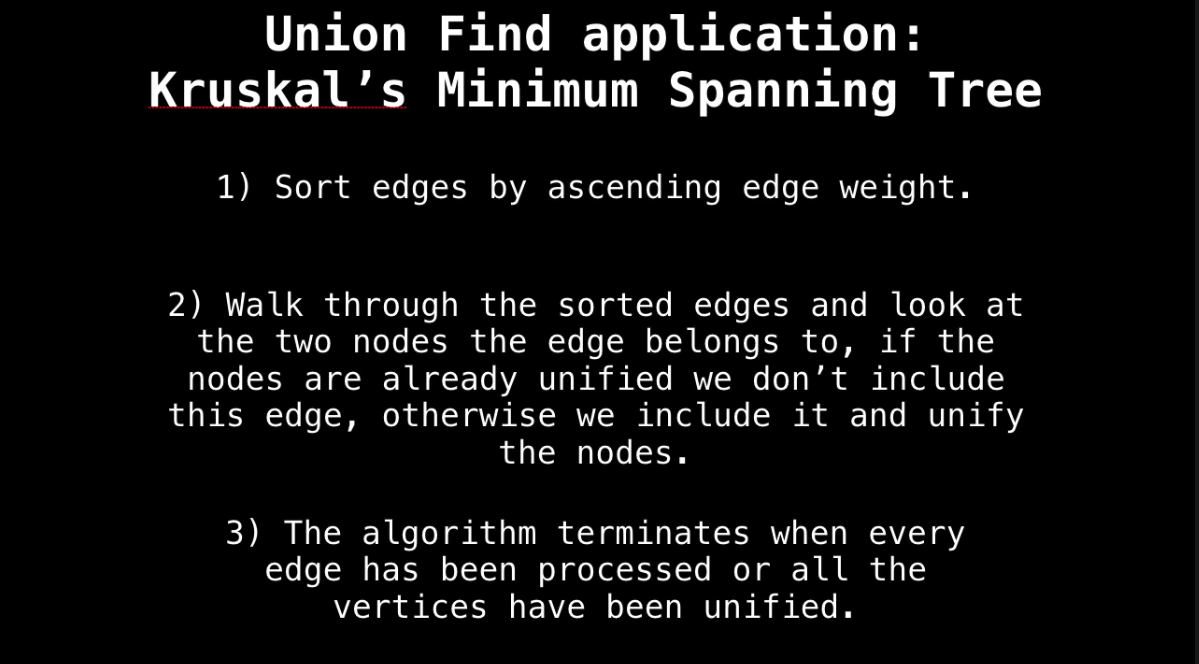 Union Find application:
Kruskal’s Minimum Spanning Tree
1) Sort edges by ascending edge weight.
2) Walk through the sorted edges and look at
the two nodes the edge belongs to, if the
nodes are already unified we don’t include
this edge, otherwise we include it and unify
the nodes.
3) The algorithm terminates when every
edge has been processed or all the
vertices have been unified.